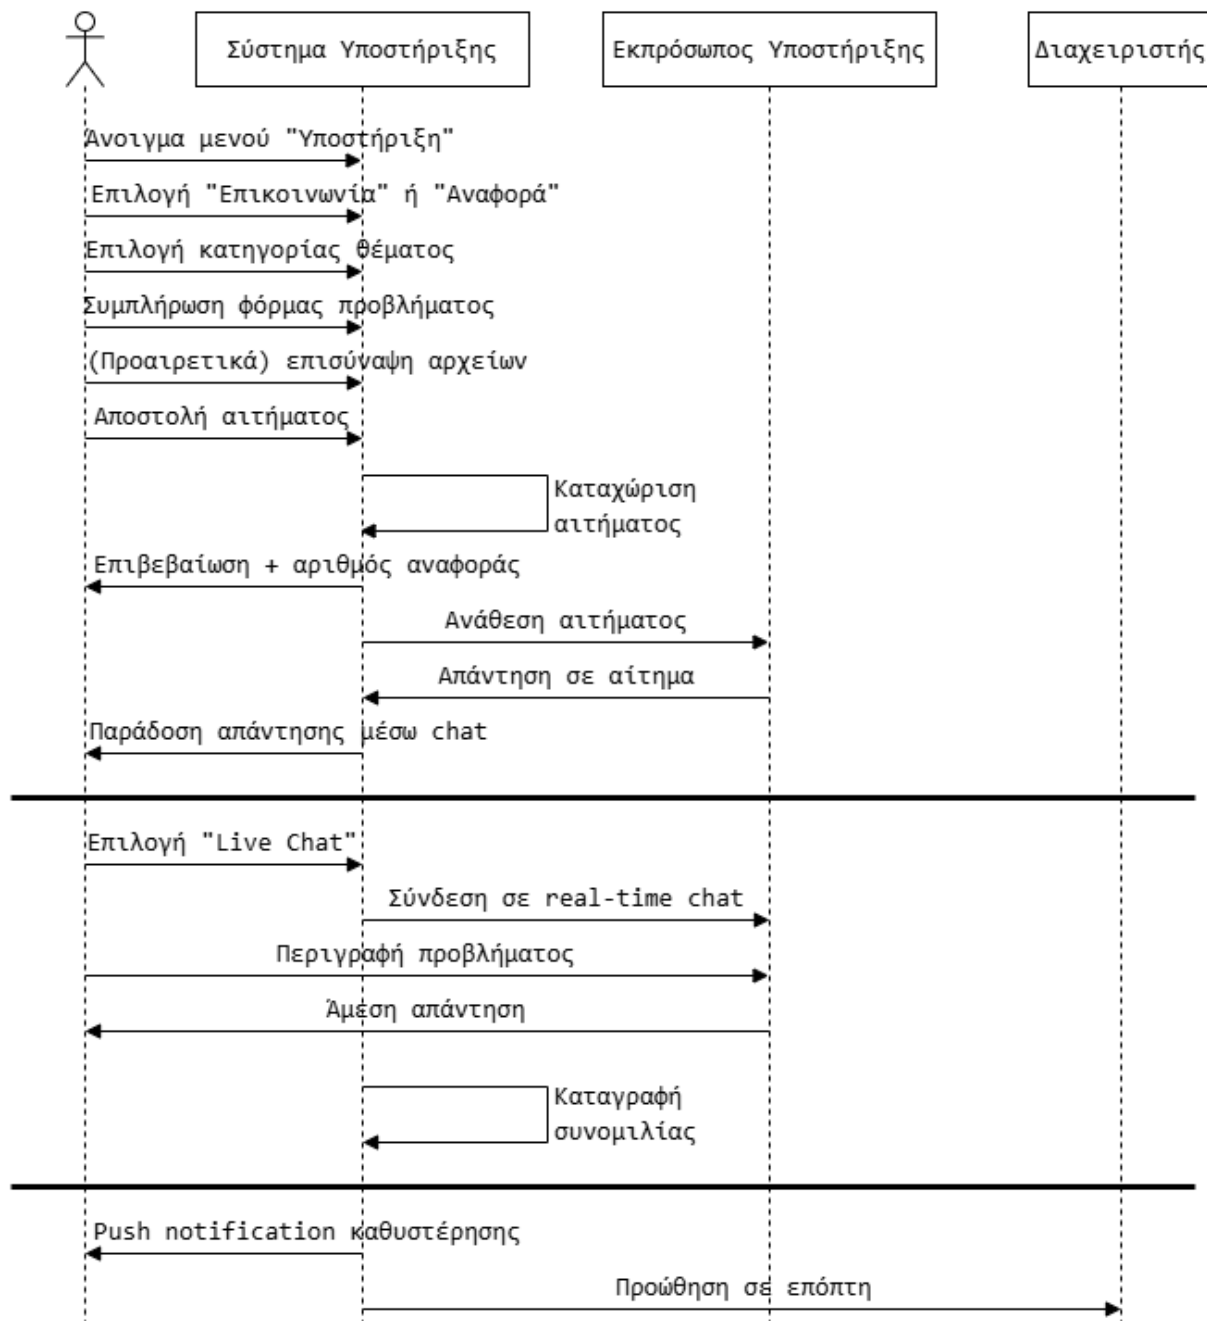 Σύστημα Υποστήριξης
Εκπρόσωπος Υποστήριξης
Διαχειριστής
Άνοιγμα μενού "Υποστήριξη"
Επιλογή "Επικοινωνία" ή "Αναφορά"
Επιλογή κατηγορίας θέματος
Συμπλήρωση φόρμας προβλήματος
(Προαιρετικά) επισύναψη αρχείων
Αποστολή αιτήματος
Καταχώριση
αιτήματος
Επιβεβαίωση + αριθμός αναφοράς
Ανάθεση αιτήματος
Απάντηση σε αίτημα
Παράδοση απάντησης μέσω chat
Επιλογή "Live Chat"
Σύνδεση σε real-time chat
Περιγραφή προβλήματος
Άμεση απάντηση
Καταγραφή
συνομιλίας
Push notification καθυστέρησης
Προώθηση σε επόπτη